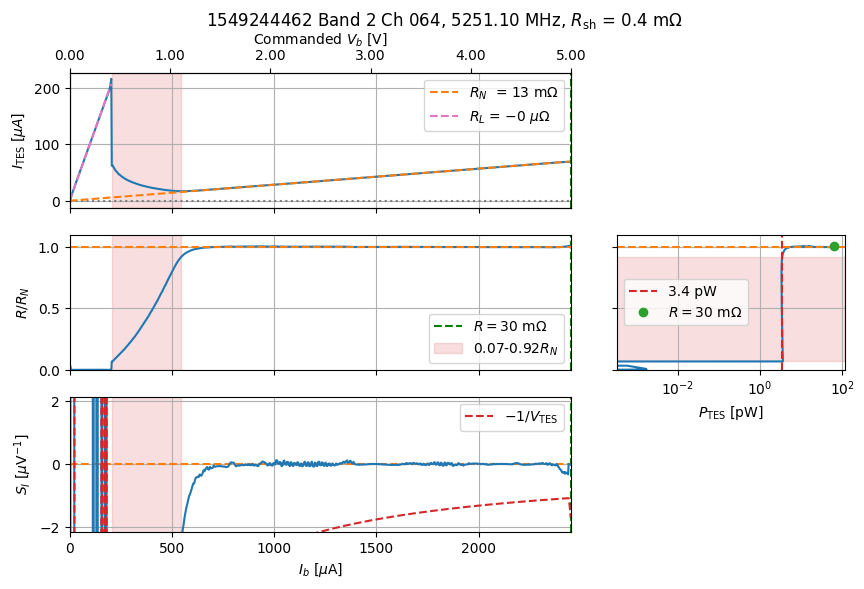 1549244462 Band 2 Ch 064, 5251.10 MHz, R_sh = 0.4 mΩ
Commanded V_b [V]
0.00 1.00 2.00 3.00 4.00 5.00
I_TES [μA]
200
100
0
R_N = 13 mΩ
R_L = −0 μΩ
R/R_N
1.0
0.5
0.0
R = 30 mΩ
0.07-0.92R_N
3.4 pW
R = 30 mΩ
10^−2 10^0 10^2
P_TES [pW]
S_I [μV^−1]
2
0
−2
−1/V_TES
0 500 1000 1500 2000
I_b [μA]